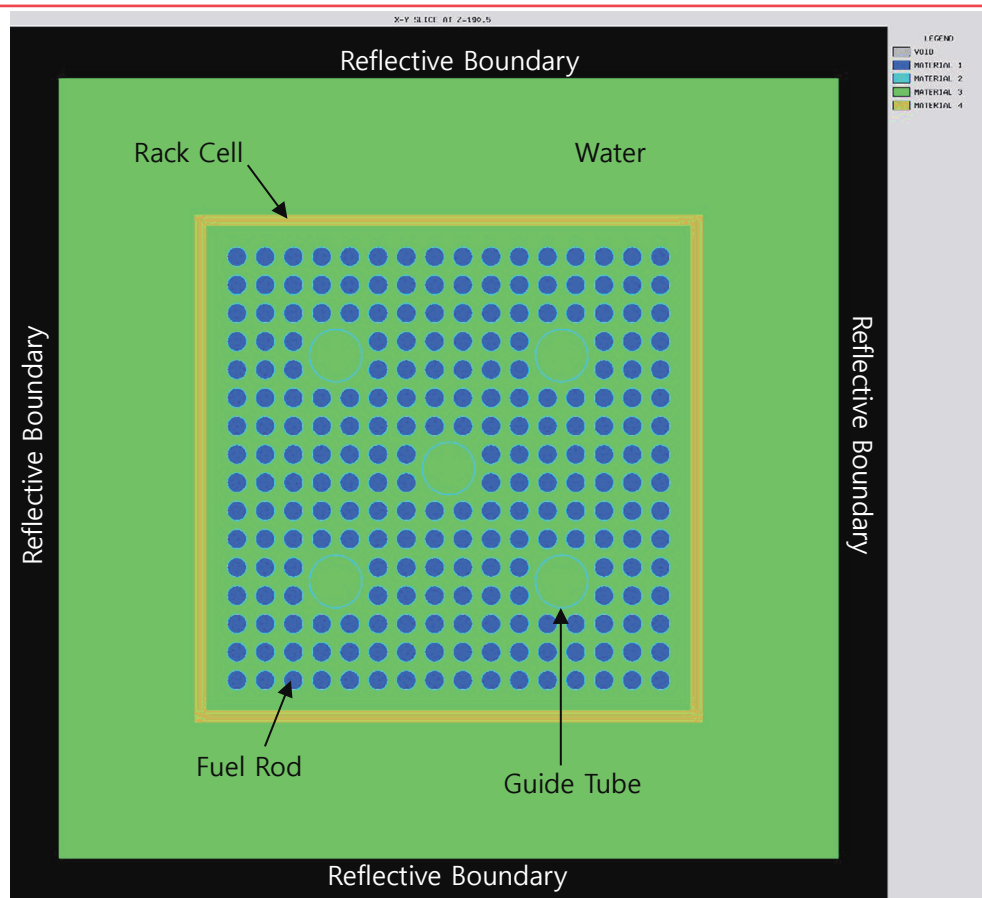 X-Y SLICE AT Z=190.5
LEGEND
VOID
MATERIAL 1
MATERIAL 2
MATERIAL 3
MATERIAL 4
Reflective Boundary
Rack Cell
Water
Reflective Boundary
Reflective Boundary
Fuel Rod
Guide Tube
Reflective Boundary